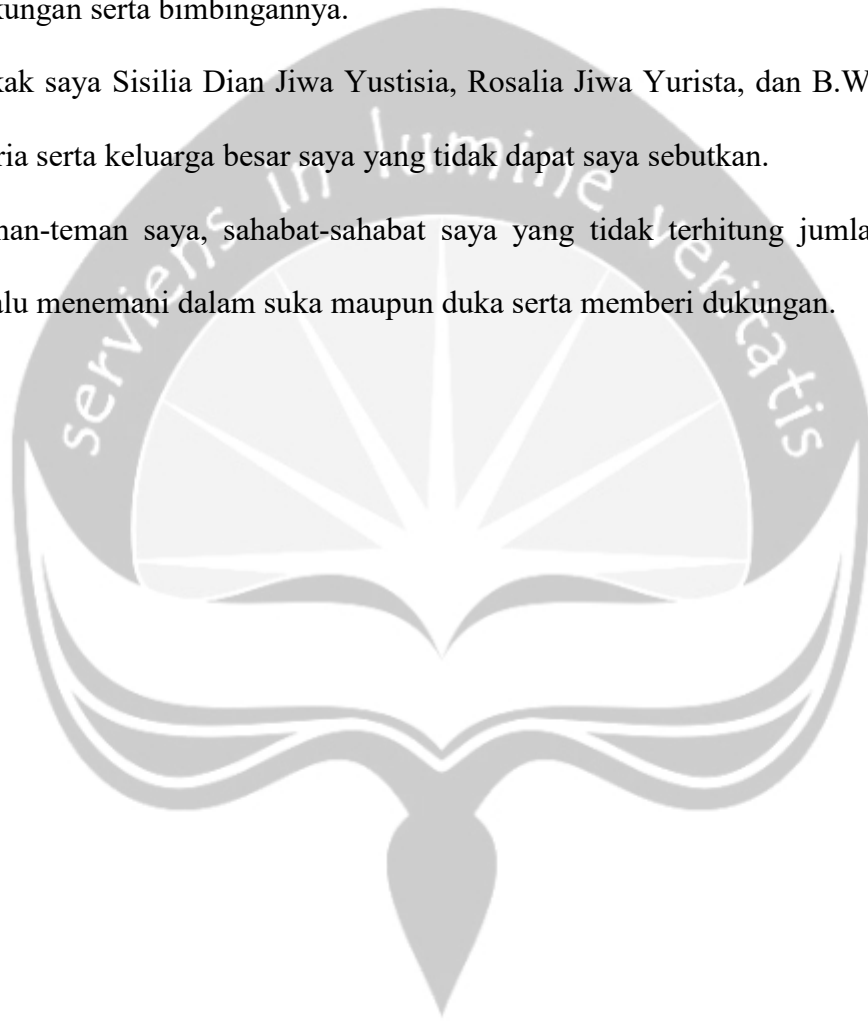 kungan serta bimbingannya.
kak saya Sisilia Dian Jiwa Yustisia, Rosalia Jiwa Yurista, dan B.W
ria serta keluarga besar saya yang tidak dapat saya sebutkan.
nan-teman saya, sahabat-sahabat saya yang tidak terhitung jumla
alu menemani dalam suka maupun duka serta memberi dukungan.
serviens in lumine veritatis